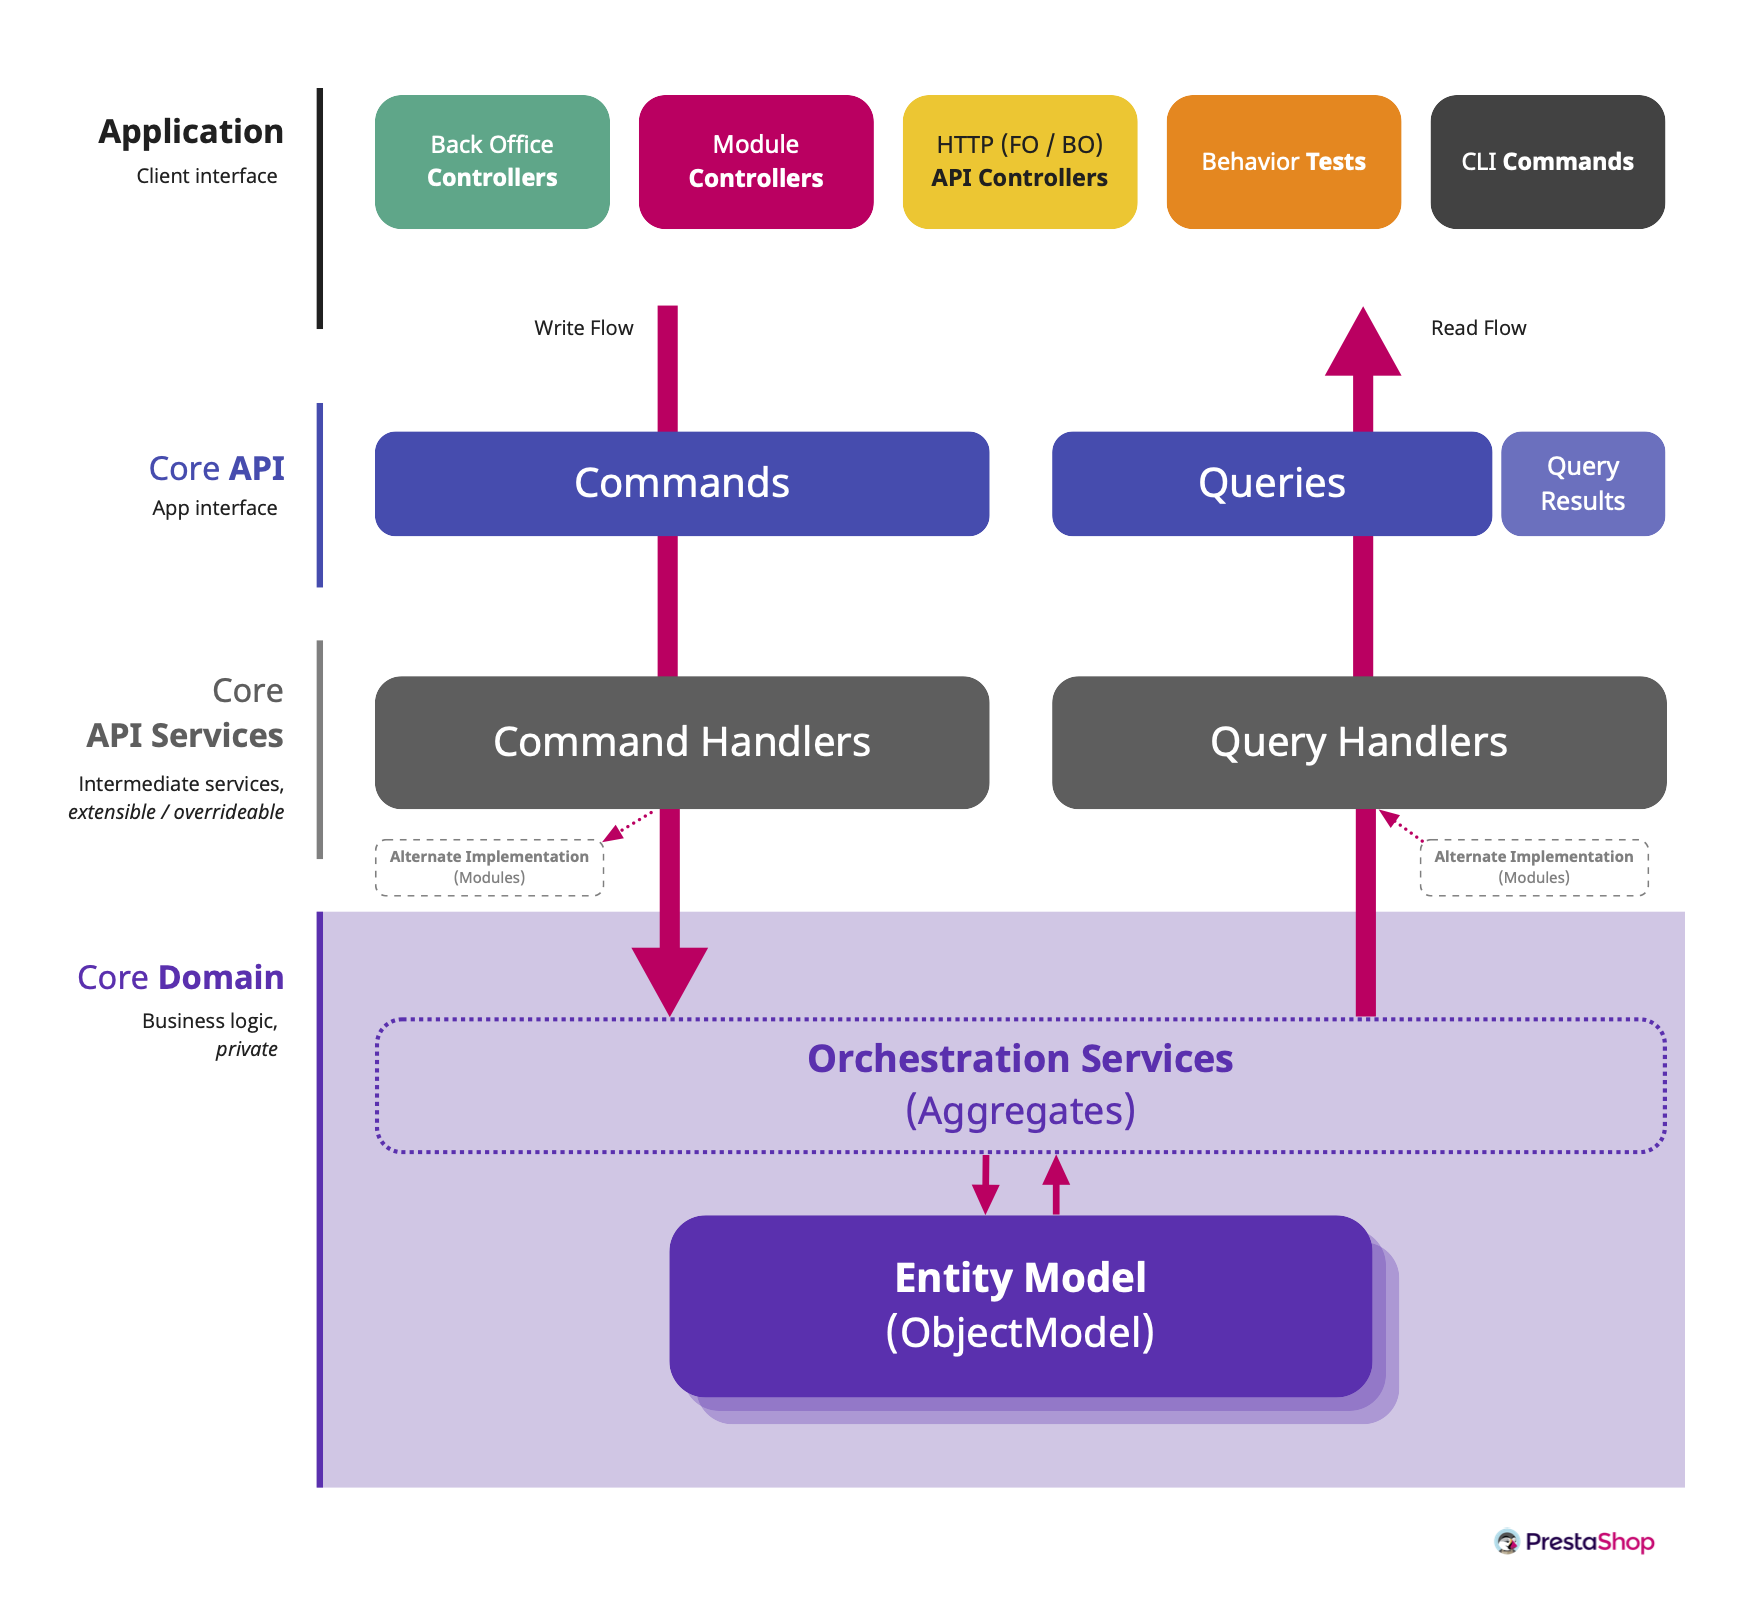 Application
Client interface
Back Office
Controllers
Module
Controllers
HTTP (FO / BO)
API Controllers
Behavior Tests
CLI Commands
Write Flow
Read Flow
Core API
App interface
Commands
Queries
Query
Results
Core
API Services
Intermediate services,
extensible / overrideable
Command Handlers
Query Handlers
Alternate Implementation
(Modules)
Alternate Implementation
(Modules)
Core Domain
Business logic,
private
Orchestration Services
(Aggregates)
Entity Model
(ObjectModel)
PrestaShop